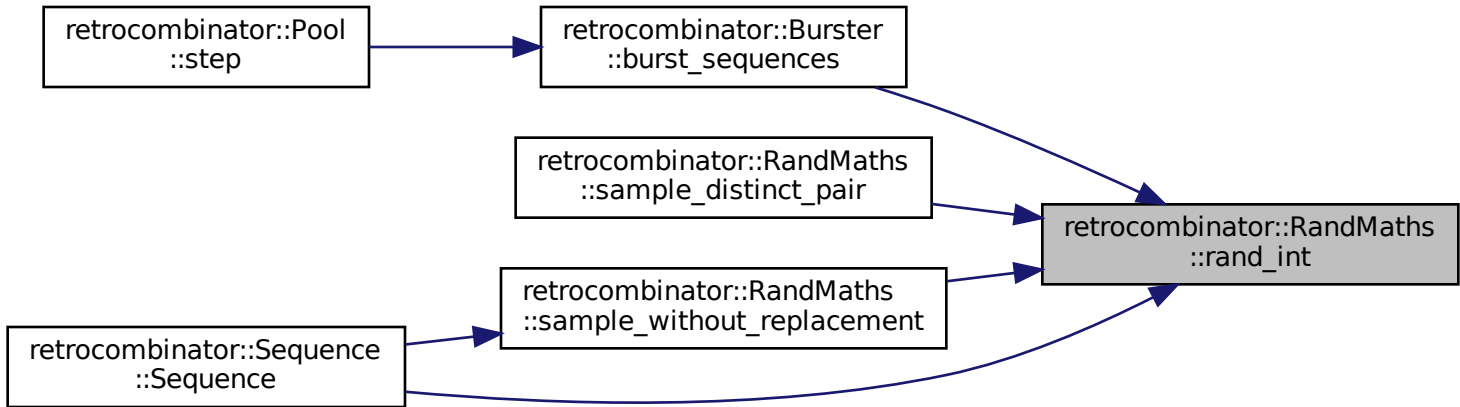 retrocombinator::Pool
::step
retrocombinator::Burster
::burst_sequences
retrocombinator::RandMaths
::sample_distinct_pair
retrocombinator::RandMaths
::rand_int
retrocombinator::RandMaths
::sample_without_replacement
retrocombinator::Sequence
::Sequence